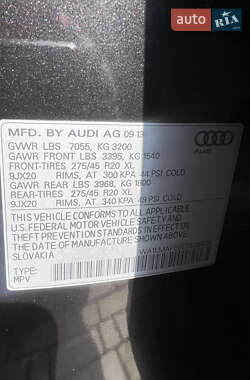 AUTO.RIA
MFD. BY AUDI AG 09 13
GVWR LBS 7055, KG 3200
GAWR FRONT LBS 3395, KG 1540
FRONT-TIRES 275/45 R20 XL
9JX20 RIMS, AT 300 KPA 44 PSI COLD
GAWR REAR LBS 3968, KG 1800
REAR-TIRES 275/45 R20 XL
9JX20 RIMS, AT 340 KPA 49 PSI COLD
Audi
THIS VEHICLE CONFORMS TO ALL APPLICABLE
U.S. FEDERAL MOTOR VEHICLE SAFETY AND
THEFT PREVENTION STANDARDS IN EFFECT ON
THE DATE OF MANUFACTURE SHOWN ABOVE.
SLOVAKIA
TYPE:
MPV